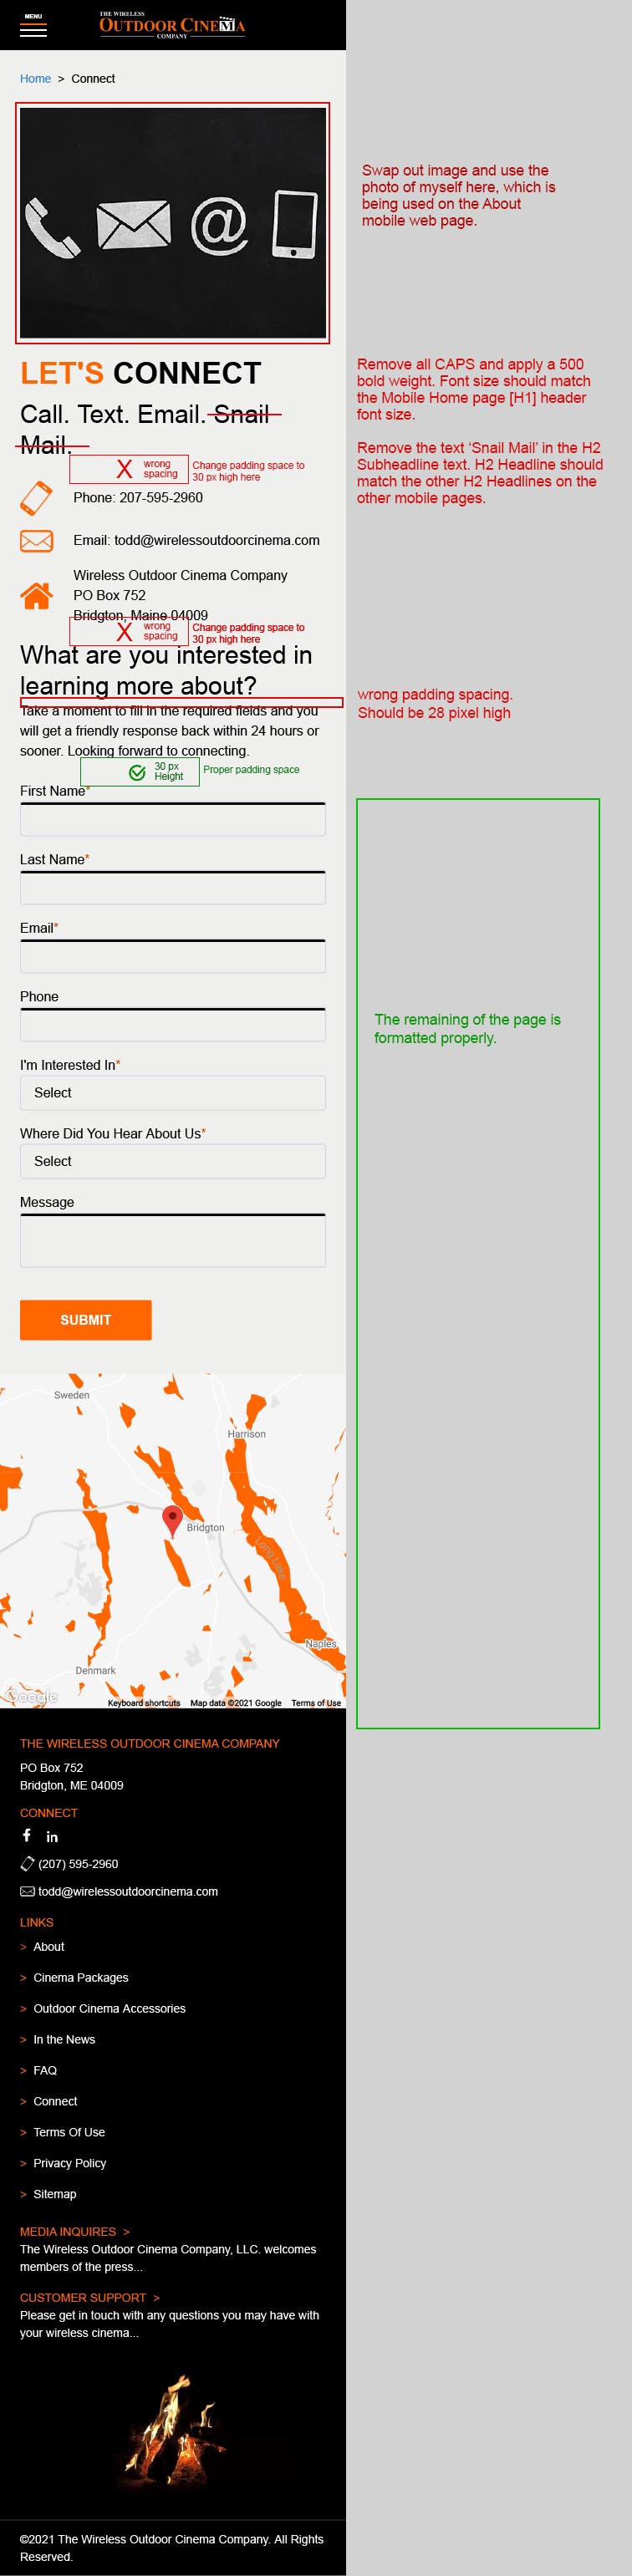 MENU
THE WIRELESS
OUTDOOR CINEMA
COMPANY
Home > Connect
Swap out image and use the
photo of myself here, which is
being used on the About
mobile web page.
@
LET'S CONNECT
Remove all CAPS and apply a 500
bold weight. Font size should match
the Mobile Home page [H1] header
font size.
Call. Text. Email. Snail
Mail.
Remove the text ‘Snail Mail’ in the H2
Subheadline text. H2 Headline should
match the other H2 Headlines on the
other mobile pages.
X wrong
spacing
Change padding space to
30 px high here
Phone: 207-595-2960
Email: todd@wirelessoutdoorcinema.com
Wireless Outdoor Cinema Company
PO Box 752
Bridgton, Maine 04009
X wrong
spacing
Change padding space to
30 px high here
What are you interested in
learning more about?
wrong padding spacing.
Should be 28 pixel high
Take a moment to fill in the required fields and you
will get a friendly response back within 24 hours or
sooner. Looking forward to connecting.
30 px
Height
Proper padding space
First Name*
Last Name*
Email*
Phone
The remaining of the page is
formatted properly.
I'm Interested In*
Select
Where Did You Hear About Us*
Select
Message
SUBMIT
Sweden
Harrison
Bridgton
Long Lake
Naples
Denmark
Google
Keyboard shortcuts Map data ©2021 Google Terms of Use
THE WIRELESS OUTDOOR CINEMA COMPANY
PO Box 752
Bridgton, ME 04009
CONNECT
f in
(207) 595-2960
todd@wirelessoutdoorcinema.com
LINKS
> About
> Cinema Packages
> Outdoor Cinema Accessories
> In the News
> FAQ
> Connect
> Terms Of Use
> Privacy Policy
> Sitemap
MEDIA INQUIRES >
The Wireless Outdoor Cinema Company, LLC. welcomes
members of the press...
CUSTOMER SUPPORT >
Please get in touch with any questions you may have with
your wireless cinema...
©2021 The Wireless Outdoor Cinema Company. All Rights
Reserved.